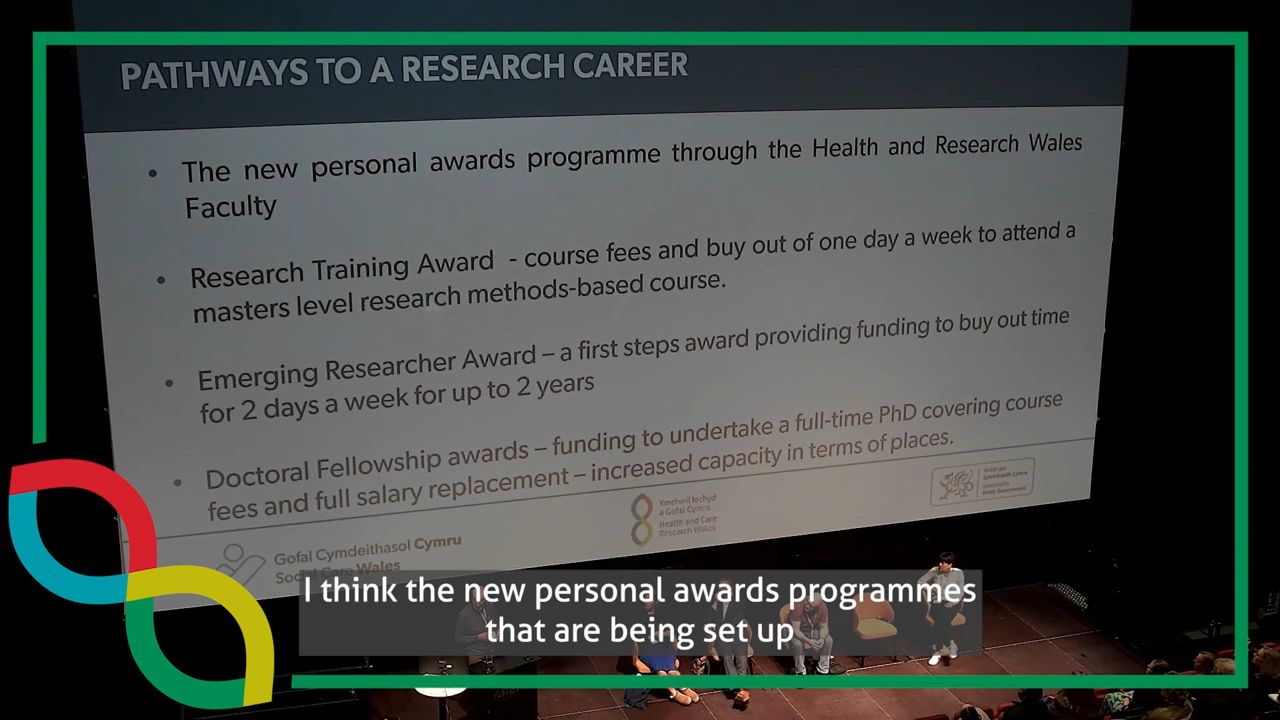 PATHWAYS TO A RESEARCH CAREER
• The new personal awards programme through the Health and Research Wales
Faculty
• Research Training Award - course fees and buy out of one day a week to attend a
masters level research methods-based course.
• Emerging Researcher Award – a first steps award providing funding to buy out time
for 2 days a week for up to 2 years
• Doctoral Fellowship awards – funding to undertake a full-time PhD covering course
fees and full salary replacement – increased capacity in terms of places.
Gofal Cymdeithasol Cymru
Social Care Wales
Ymchwil Iechyd
a Gofal Cymru
Health and Care
Research Wales
I think the new personal awards programmes
that are being set up